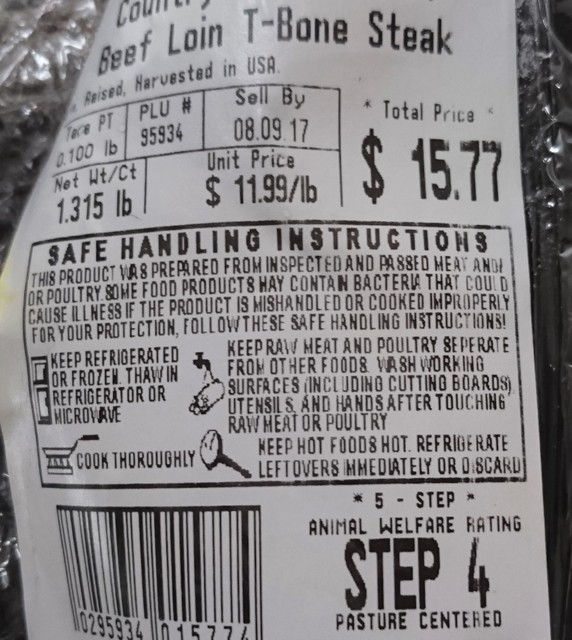 Beef Loin T-Bone Steak
Raised, Harvested in USA.
Tare PT PLU # Sell By * Total Price *
0.100 lb 95934 08.09.17 $ 15.77
Net Wt/Ct Unit Price
1.315 lb $ 11.99/lb
SAFE HANDLING INSTRUCTIONS
THIS PRODUCT WAS PREPARED FROM INSPECTED AND PASSED MEAT AND/
OR POULTRY. SOME FOOD PRODUCTS MAY CONTAIN BACTERIA THAT COULD
CAUSE ILLNESS IF THE PRODUCT IS MISHANDLED OR COOKED IMPROPERLY
FOR YOUR PROTECTION, FOLLOW THESE SAFE HANDLING INSTRUCTIONS!
KEEP REFRIGERATED
OR FROZEN. THAW IN
REFRIGERATOR OR
MICROWAVE
KEEP RAW MEAT AND POULTRY SEPERATE
FROM OTHER FOODS. WASH WORKING
SURFACES (INCLUDING CUTTING BOARDS),
UTENSILS, AND HANDS AFTER TOUCHING
RAW MEAT OR POULTRY
COOK THOROUGHLY
KEEP HOT FOODS HOT. REFRIGERATE
LEFTOVERS IMMEDIATELY OR DISCARD
* 5 - STEP *
ANIMAL WELFARE RATING
STEP 4
PASTURE CENTERED
0295934 015774